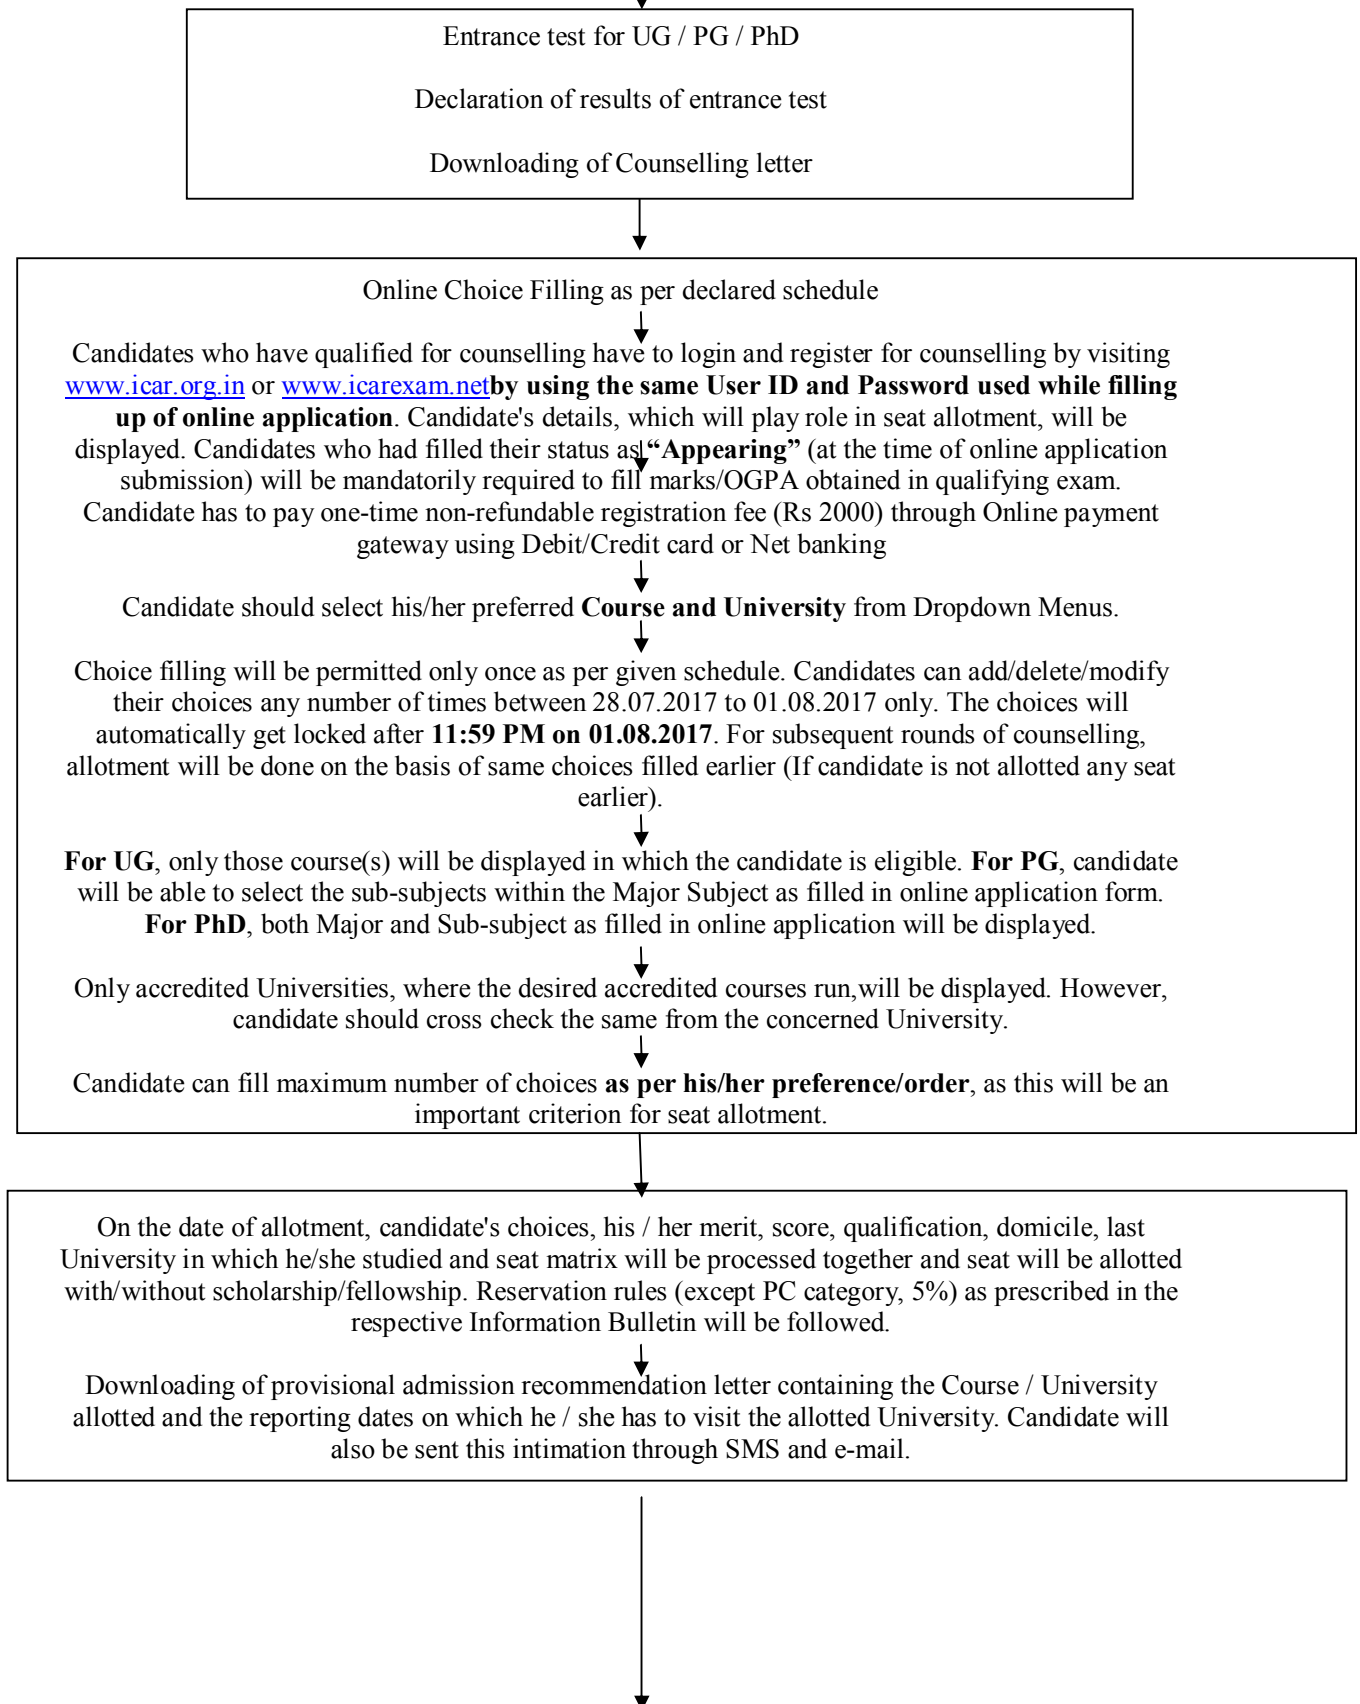 Entrance test for UG / PG / PhD
Declaration of results of entrance test
Downloading of Counselling letter
Online Choice Filling as per declared schedule
Candidates who have qualified for counselling have to login and register for counselling by visiting
www.icar.org.in or www.icarexam.netby using the same User ID and Password used while filling
up of online application. Candidate's details, which will play role in seat allotment, will be
displayed. Candidates who had filled their status as “Appearing” (at the time of online application
submission) will be mandatorily required to fill marks/OGPA obtained in qualifying exam.
Candidate has to pay one-time non-refundable registration fee (Rs 2000) through Online payment
gateway using Debit/Credit card or Net banking
Candidate should select his/her preferred Course and University from Dropdown Menus.
Choice filling will be permitted only once as per given schedule. Candidates can add/delete/modify
their choices any number of times between 28.07.2017 to 01.08.2017 only. The choices will
automatically get locked after 11:59 PM on 01.08.2017. For subsequent rounds of counselling,
allotment will be done on the basis of same choices filled earlier (If candidate is not allotted any seat
earlier).
For UG, only those course(s) will be displayed in which the candidate is eligible. For PG, candidate
will be able to select the sub-subjects within the Major Subject as filled in online application form.
For PhD, both Major and Sub-subject as filled in online application will be displayed.
Only accredited Universities, where the desired accredited courses run,will be displayed. However,
candidate should cross check the same from the concerned University.
Candidate can fill maximum number of choices as per his/her preference/order, as this will be an
important criterion for seat allotment.
On the date of allotment, candidate's choices, his / her merit, score, qualification, domicile, last
University in which he/she studied and seat matrix will be processed together and seat will be allotted
with/without scholarship/fellowship. Reservation rules (except PC category, 5%) as prescribed in the
respective Information Bulletin will be followed.
Downloading of provisional admission recommendation letter containing the Course / University
allotted and the reporting dates on which he / she has to visit the allotted University. Candidate will
also be sent this intimation through SMS and e-mail.